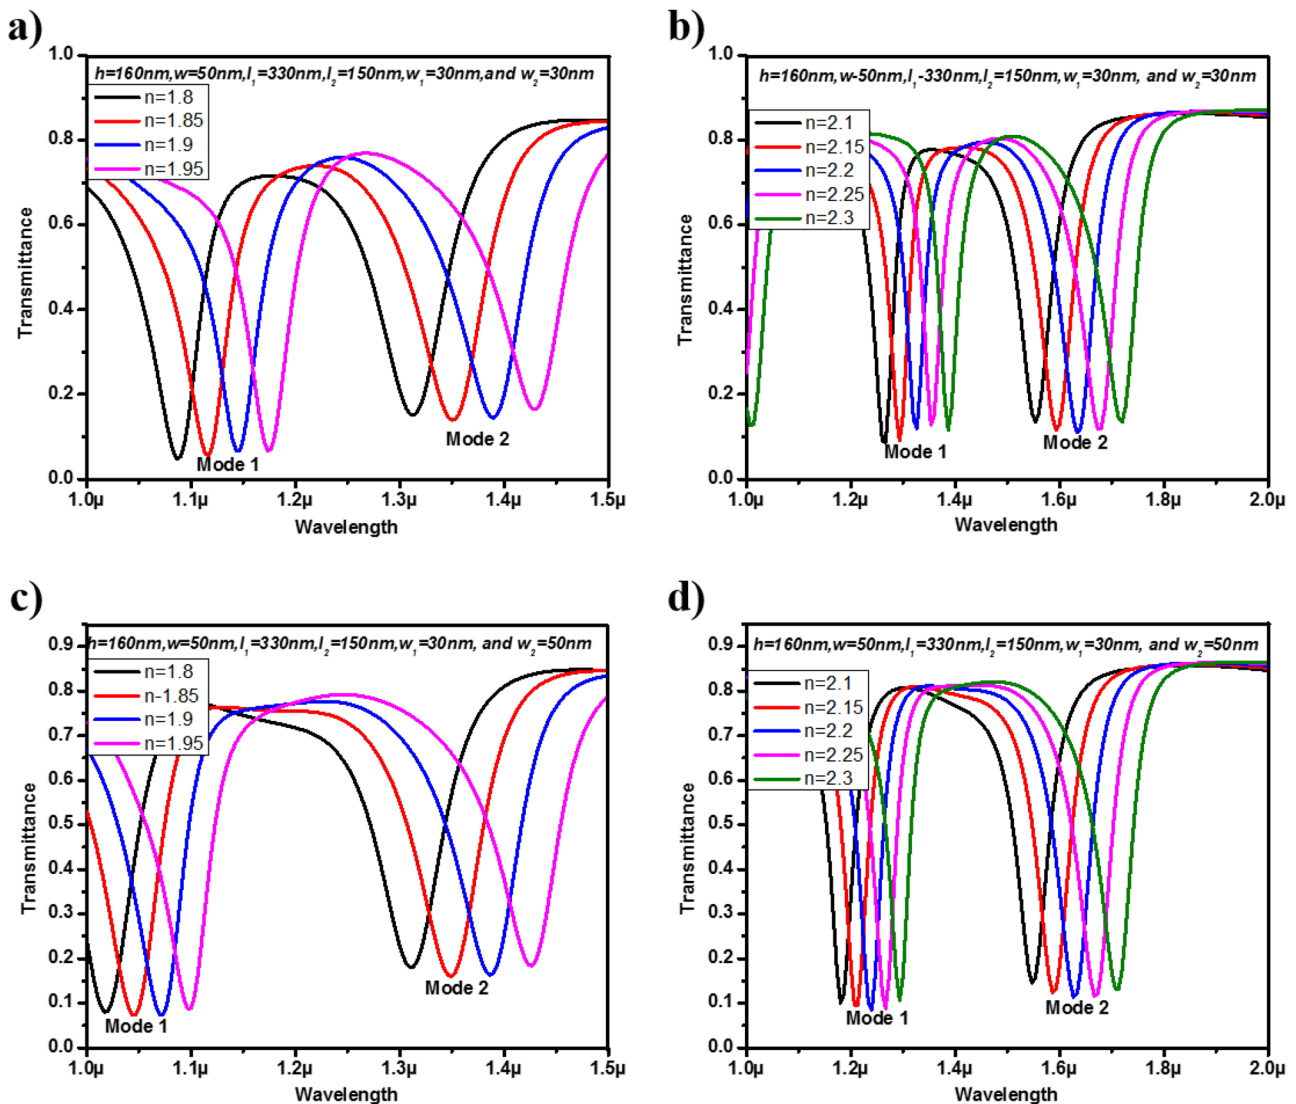 a)
h=160nm,w=50nm,l1=330nm,l2=150nm,w1=30nm,and w2=30nm
n=1.8
n=1.85
n=1.9
n=1.95
1.0
0.8
0.6
0.4
0.2
0.0
Transmittance
Mode 1
Mode 2
1.0μ
1.1μ
1.2μ
1.3μ
1.4μ
1.5μ
Wavelength
b)
h=160nm,w-50nm,l1-330nm,l2=150nm,w1=30nm, and w2=30nm
n=2.1
n=2.15
n=2.2
n=2.25
n=2.3
1.0
0.8
0.6
0.4
0.2
0.0
Transmittance
Mode 1
Mode 2
1.0μ
1.2μ
1.4μ
1.6μ
1.8μ
2.0μ
Wavelength
c)
h=160nm,w=50nm,l1=330nm,l2=150nm,w1=30nm, and w2=50nm
n=1.8
n-1.85
n=1.9
n=1.95
0.9
0.8
0.7
0.6
0.5
0.4
0.3
0.2
0.1
0.0
Transmittance
Mode 1
Mode 2
1.0μ
1.1μ
1.2μ
1.3μ
1.4μ
1.5μ
Wavelength
d)
h=160nm,w=50nm,l1=330nm,l2=150nm,w1=30nm, and w2=50nm
n=2.1
n=2.15
n=2.2
n=2.25
n=2.3
0.9
0.8
0.7
0.6
0.5
0.4
0.3
0.2
0.1
0.0
Transmittance
Mode 1
Mode 2
1.0μ
1.2μ
1.4μ
1.6μ
1.8μ
2.0μ
Wavelength